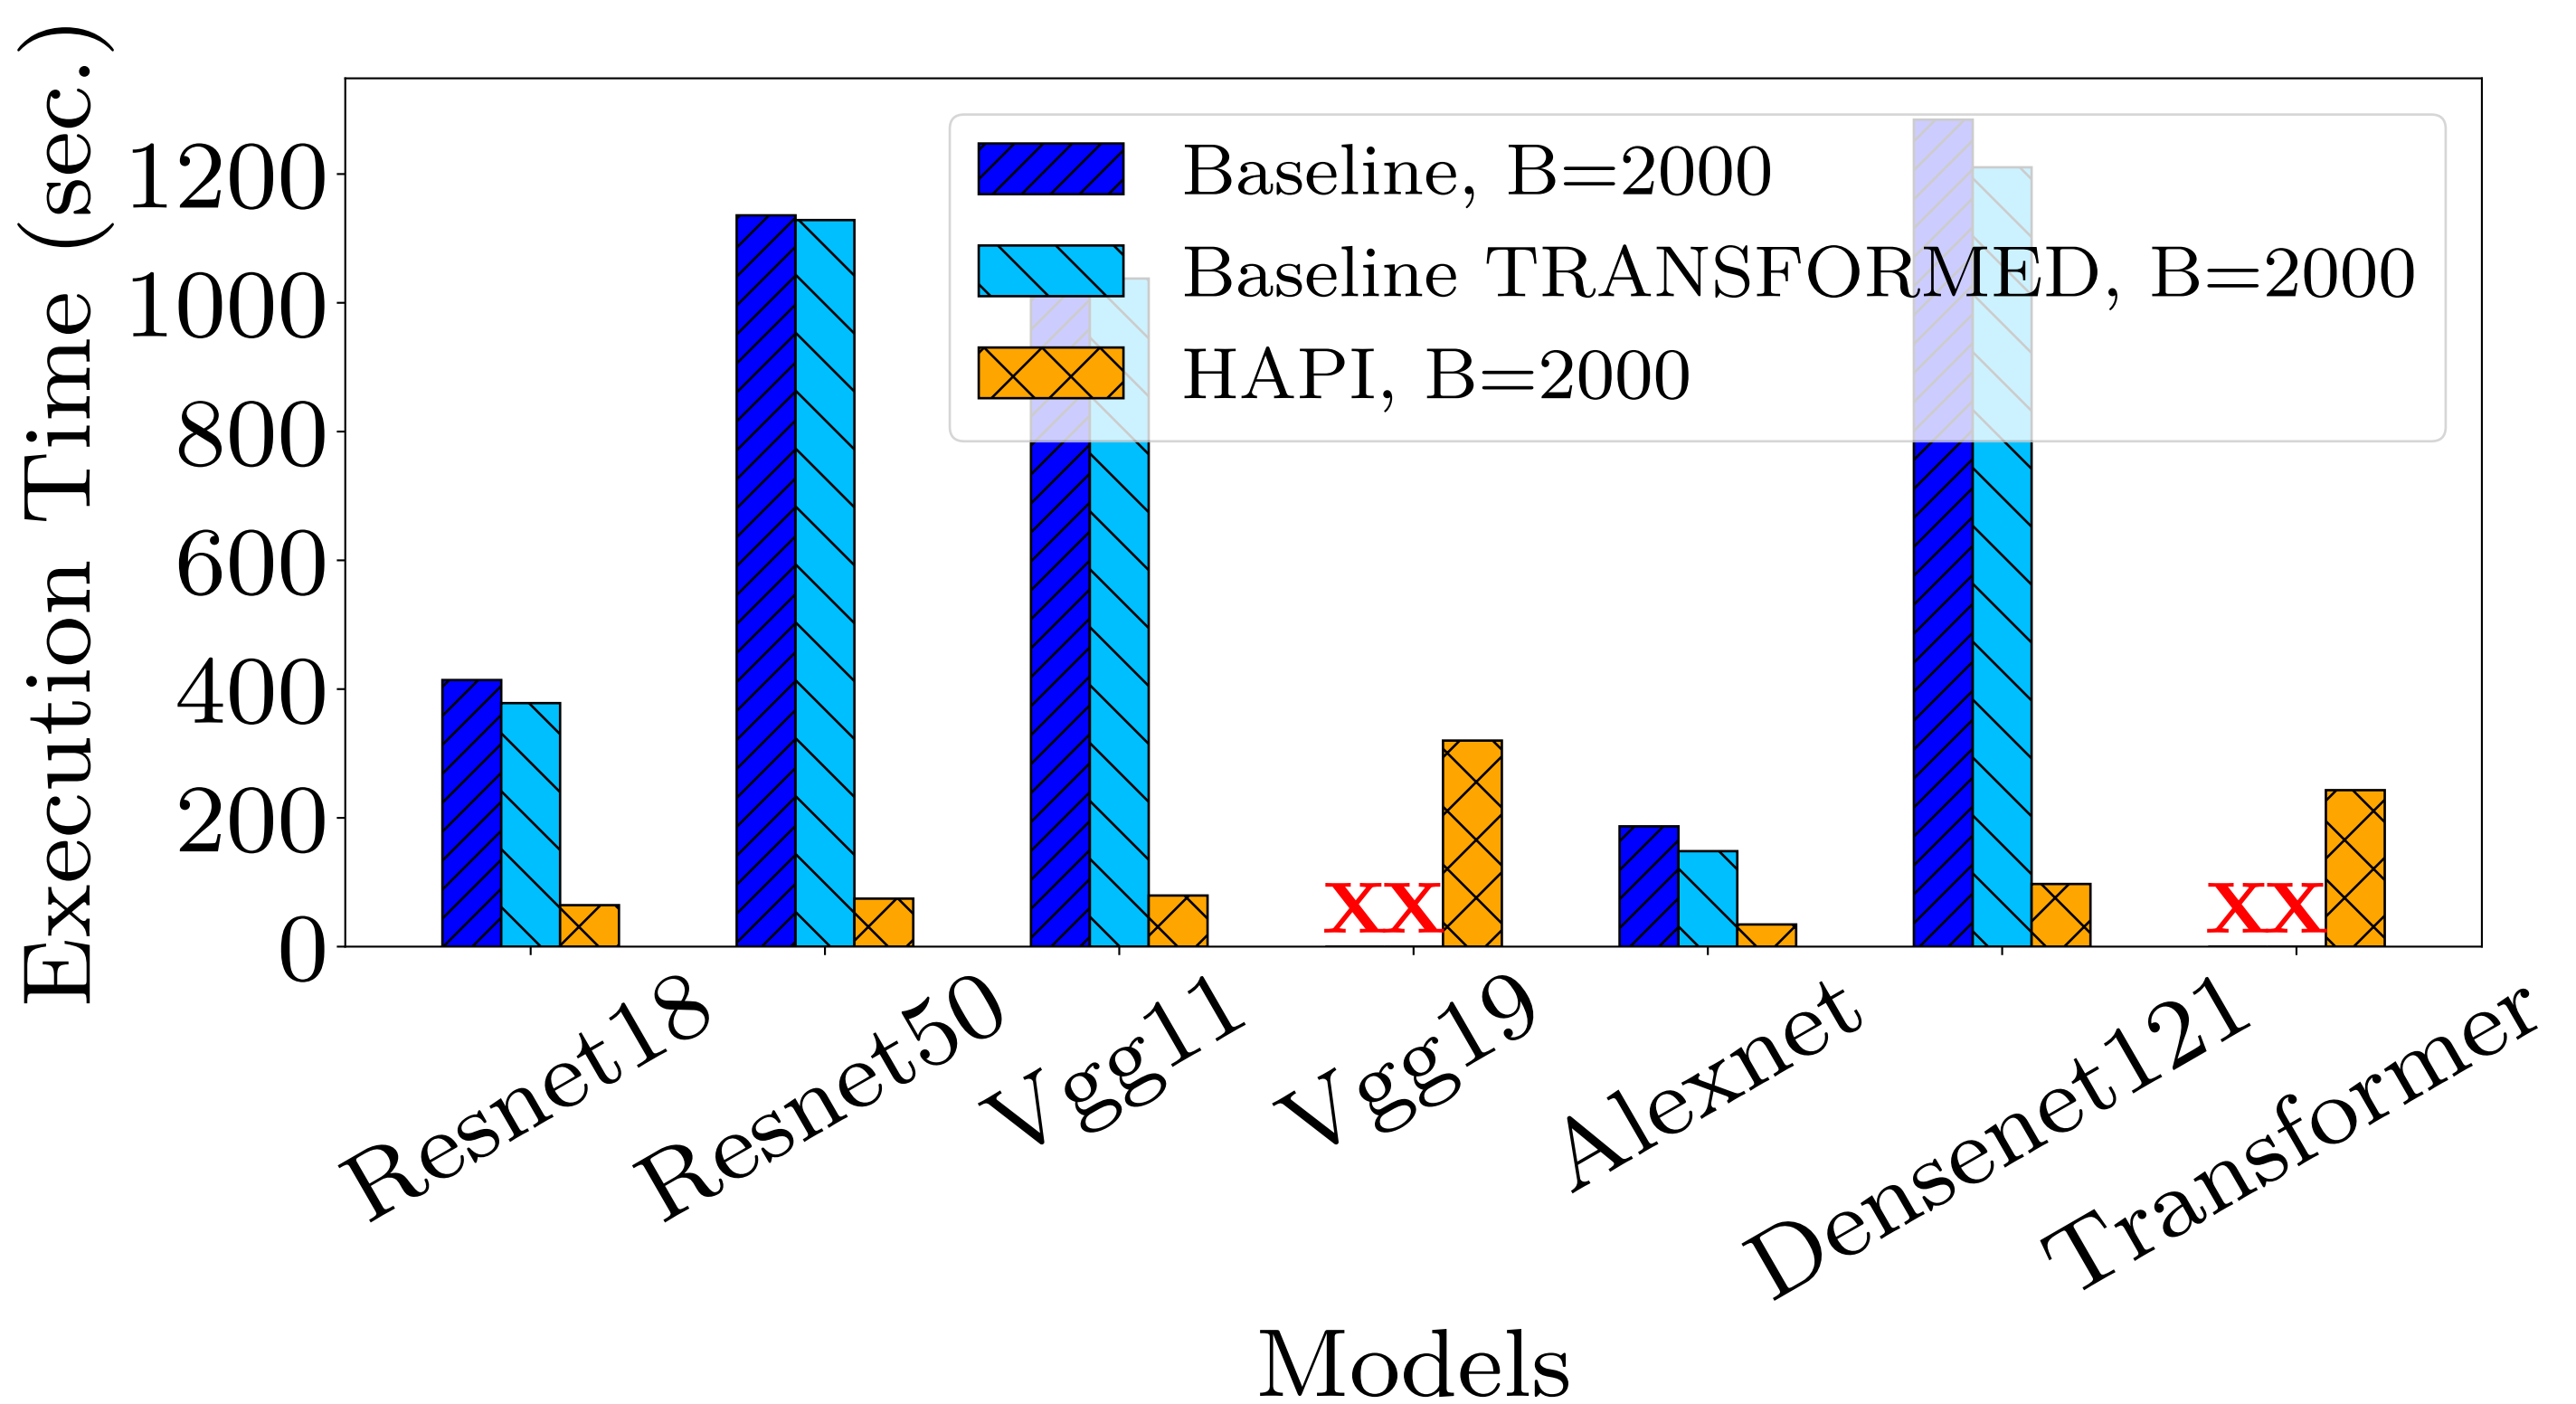 Execution Time (sec.)
1200
1000
800
600
400
200
0
Baseline, B=2000
Baseline TRANSFORMED, B=2000
HAPI, B=2000
xx
xx
Resnet18
Resnet50
Vgg11
Vgg19
Alexnet
Densenet121
Transformer
Models